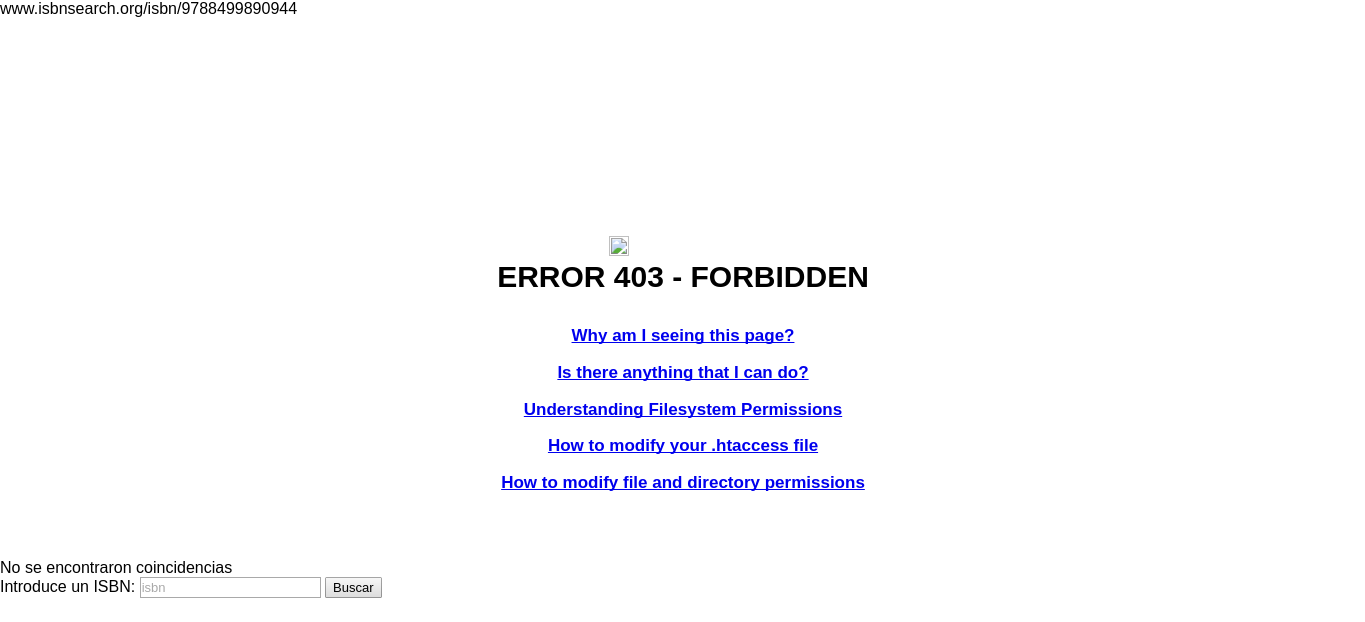 www.isbnsearch.org/isbn/9788499890944
ERROR 403 - FORBIDDEN
Why am I seeing this page?
Is there anything that I can do?
Understanding Filesystem Permissions
How to modify your .htaccess file
How to modify file and directory permissions
No se encontraron coincidencias
Introduce un ISBN: isbn Buscar